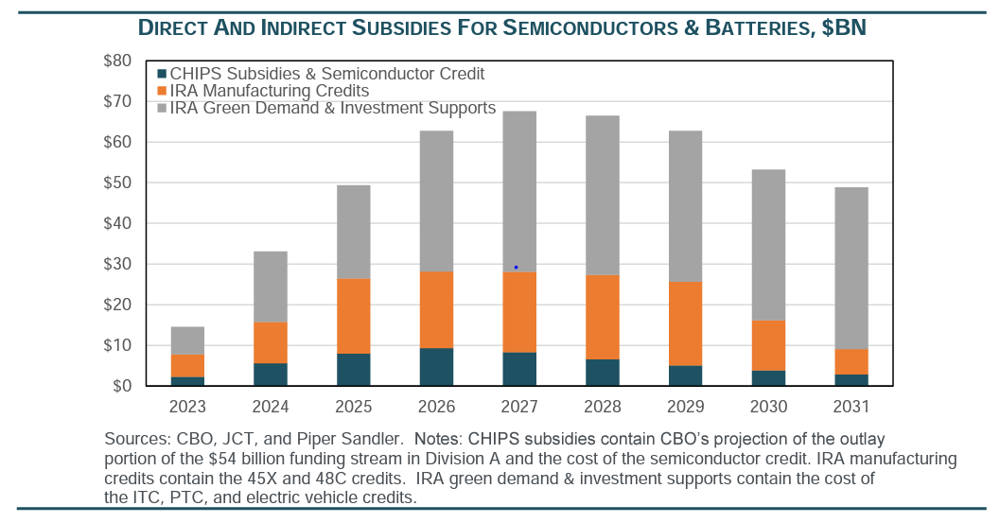 DIRECT AND INDIRECT SUBSIDIES FOR SEMICONDUCTORS & BATTERIES, $BN
$80
CHIPS Subsidies & Semiconductor Credit
IRA Manufacturing Credits
$70
IRA Green Demand & Investment Supports
$60
$50
$40
$30
$20
$10
$0
2023 2024 2025 2026 2027 2028 2029 2030 2031
Sources: CBO, JCT, and Piper Sandler. Notes: CHIPS subsidies contain CBO's projection of the outlay
portion of the $54 billion funding stream in Division A and the cost of the semiconductor credit. IRA manufacturing
credits contain the 45X and 48C credits. IRA green demand & investment supports contain the cost of
the ITC, PTC, and electric vehicle credits.